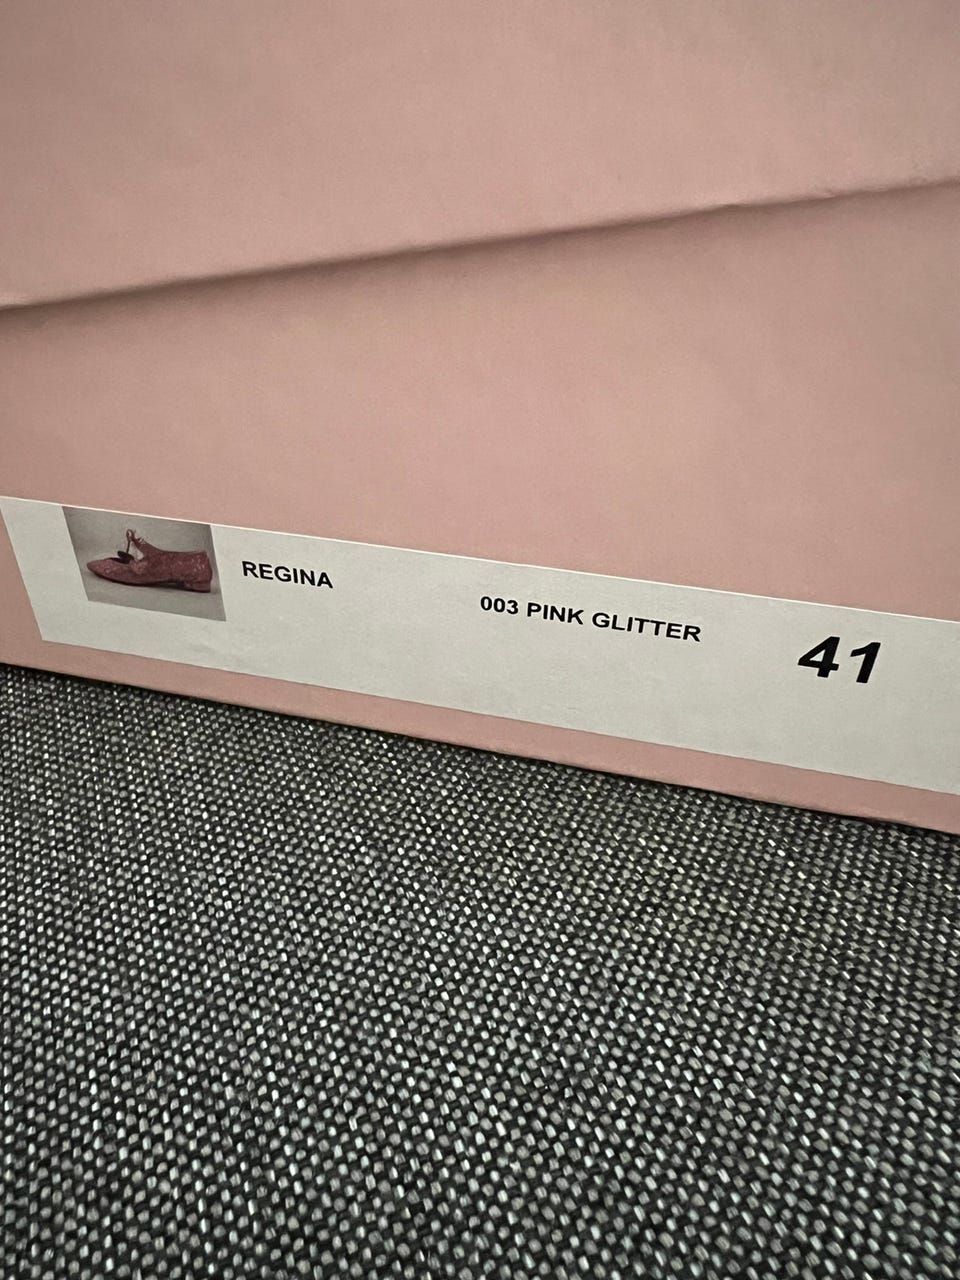 REGINA
003 PINK GLITTER
41